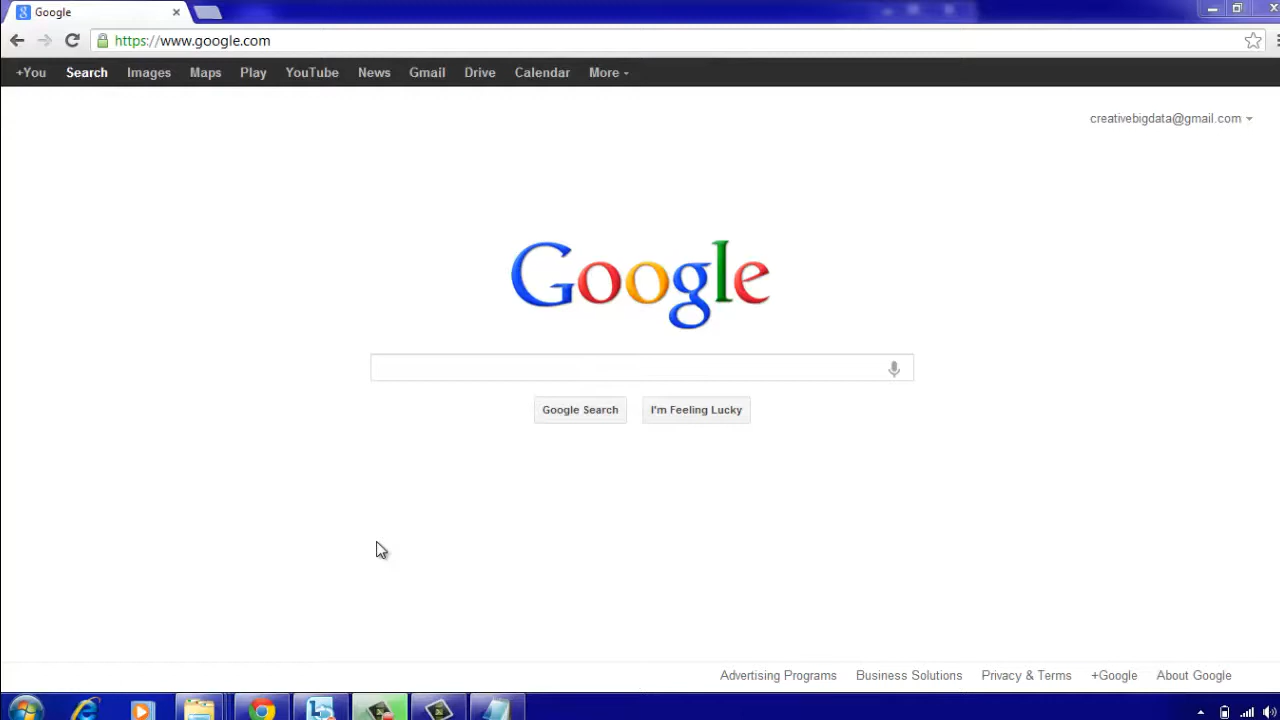 Google
https://www.google.com
+You Search Images Maps Play YouTube News Gmail Drive Calendar More
creativebigdata@gmail.com
Google
Google Search I'm Feeling Lucky
Advertising Programs Business Solutions Privacy & Terms +Google About Google